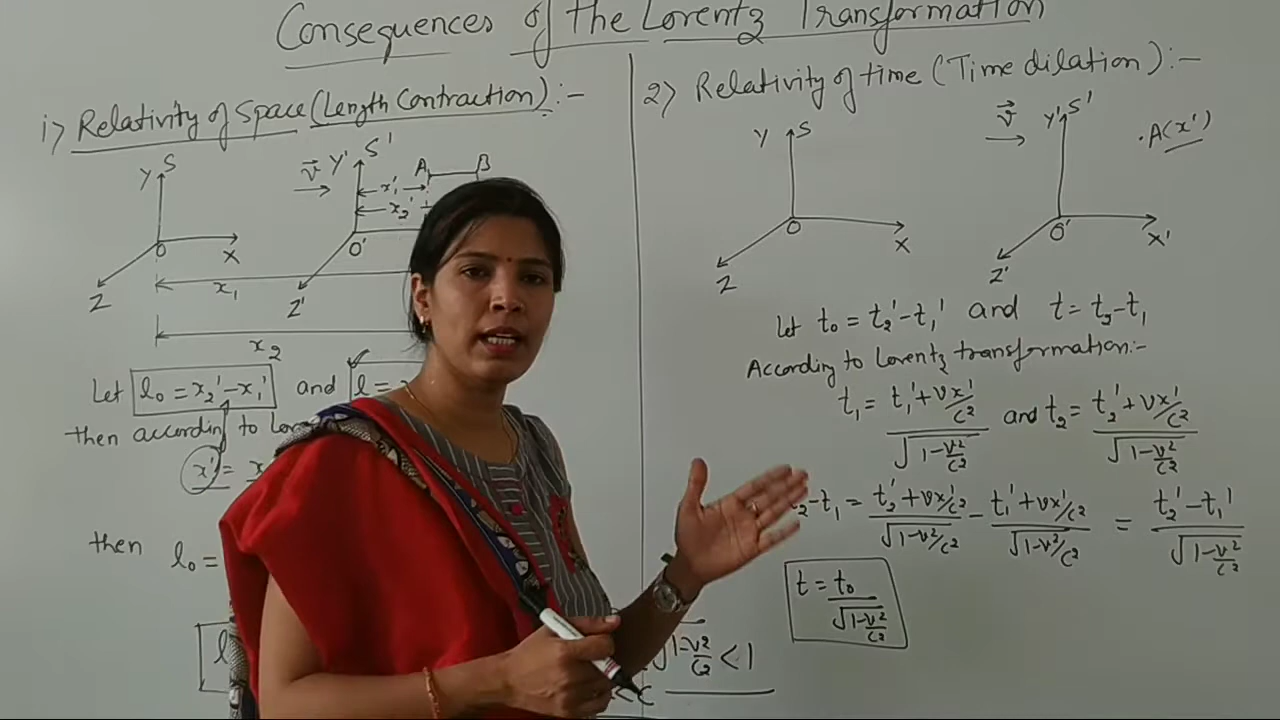 Consequences of the Lorentz Transformation
i) Relativity of space (Length Contraction) :-
Y S
v⃗ Y' S'
A B
x₁'
x₂'
O X
O'
Z
Z'
x₁
x₂
Let l₀ = x₂' - x₁' and l =
then according to
x' =
then l₀ =
l
√1-v²/c² < 1
< c
2) Relativity of time (Time dilation) :-
Y S
v⃗ Y' S'
.A(x')
O X
O' X'
Z
Z'
Let t₀ = t₂' - t₁' and t = t₂ - t₁
According to Lorentz transformation:-
t₁ = (t₁' + vx'/c²) / √1-v²/c² and t₂ = (t₂' + vx'/c²) / √1-v²/c²
t₂ - t₁ = (t₂' + vx'/c²) / √1-v²/c² - (t₁' + vx'/c²) / √1-v²/c² = (t₂' - t₁') / √1-v²/c²
t = t₀ / √1-v²/c²